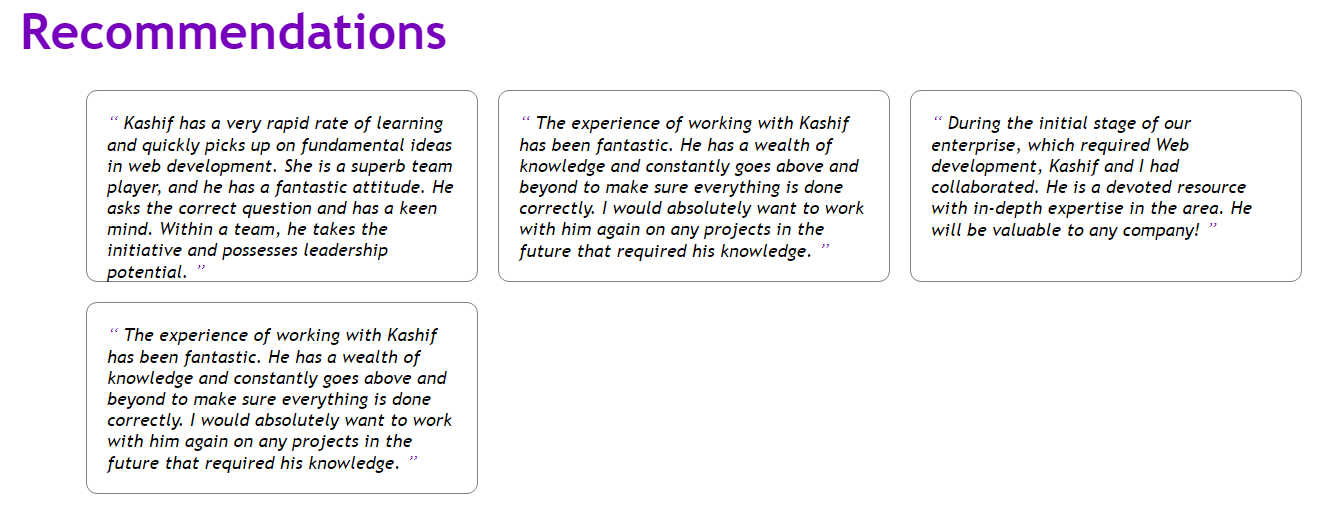 Recommendations
“ Kashif has a very rapid rate of learning
and quickly picks up on fundamental ideas
in web development. She is a superb team
player, and he has a fantastic attitude. He
asks the correct question and has a keen
mind. Within a team, he takes the
initiative and possesses leadership
potential. ”
“ The experience of working with Kashif
has been fantastic. He has a wealth of
knowledge and constantly goes above and
beyond to make sure everything is done
correctly. I would absolutely want to work
with him again on any projects in the
future that required his knowledge. ”
“ During the initial stage of our
enterprise, which required Web
development, Kashif and I had
collaborated. He is a devoted resource
with in-depth expertise in the area. He
will be valuable to any company! ”
“ The experience of working with Kashif
has been fantastic. He has a wealth of
knowledge and constantly goes above and
beyond to make sure everything is done
correctly. I would absolutely want to work
with him again on any projects in the
future that required his knowledge. ”